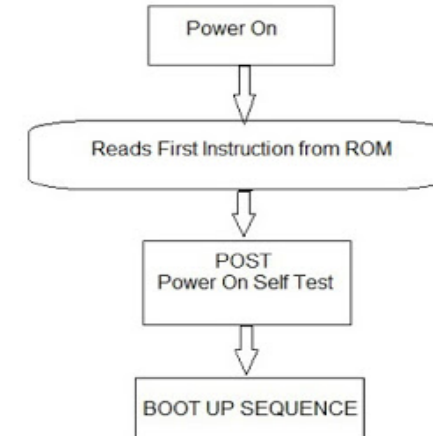 Power On
Reads First Instruction from ROM
POST
Power On Self Test
BOOT UP SEQUENCE